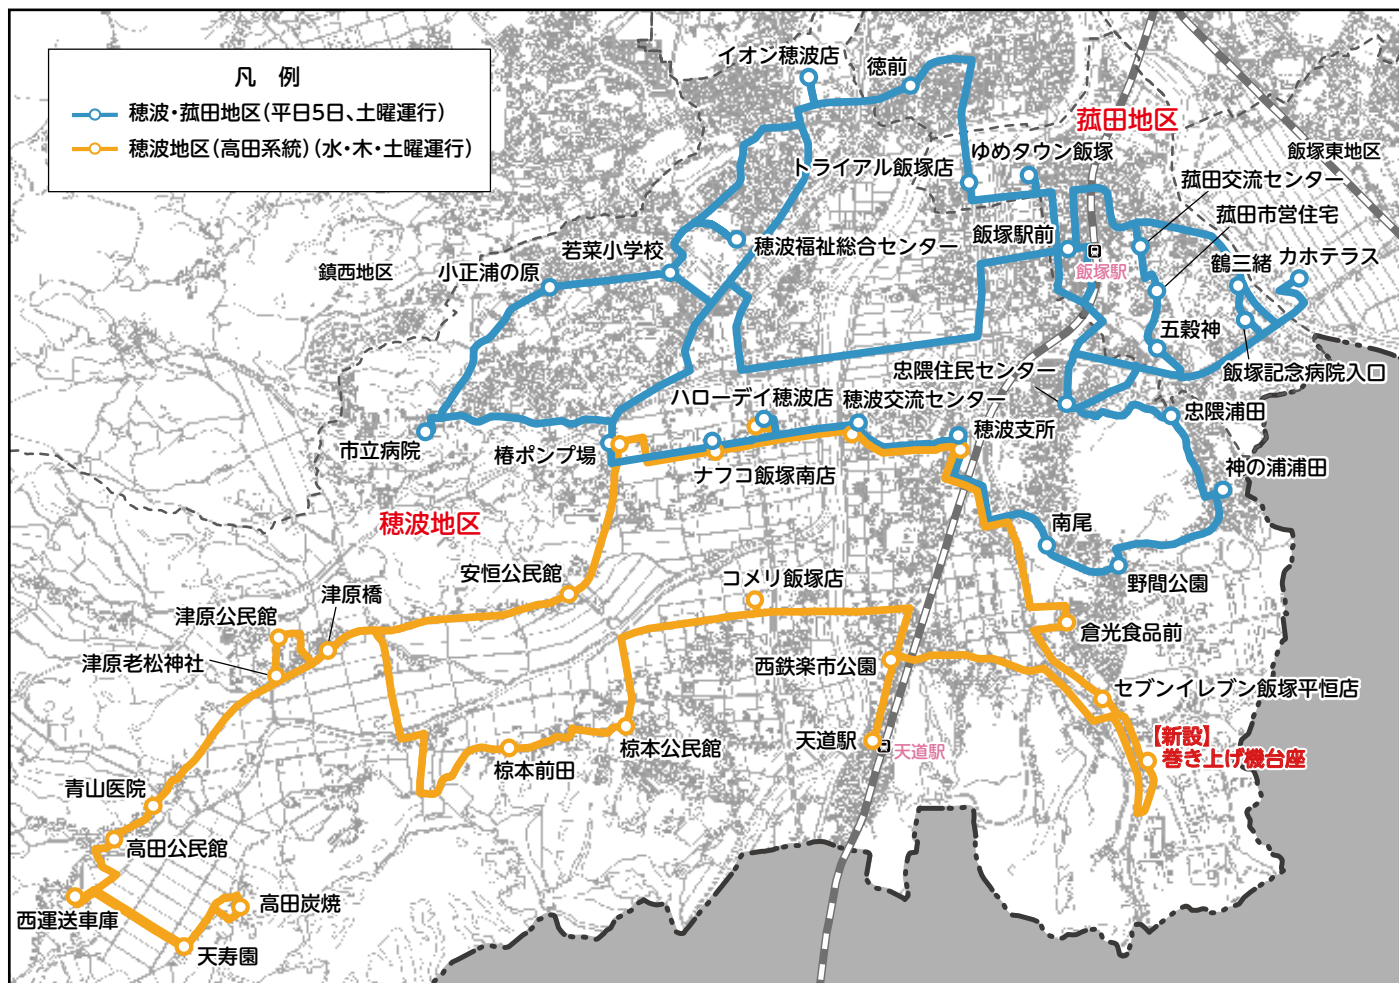 凡 例
穂波・菰田地区(平日5日、土曜運行)
穂波地区(高田系統)(水・木・土曜運行)
イオン穂波店
徳前
菰田地区
トライアル飯塚店
ゆめタウン飯塚
飯塚東地区
菰田交流センター
菰田市営住宅
若菜小学校
穂波福祉総合センター
飯塚駅前
飯塚駅
鶴三緒
カホテラス
鎮西地区
小正浦の原
五穀神
飯塚記念病院入口
忠隈住民センター
忠隈浦田
ハローデイ穂波店
穂波交流センター
穂波支所
市立病院
椿ポンプ場
ナフコ飯塚南店
神の浦浦田
穂波地区
南尾
野間公園
安恒公民館
コメリ飯塚店
津原橋
津原公民館
津原老松神社
倉光食品前
西鉄楽市公園
セブンイレブン飯塚平恒店
【新設】
巻き上げ機台座
天道駅
天道駅
椋本公民館
椋本前田
青山医院
高田公民館
西運送車庫
高田炭焼
天寿園